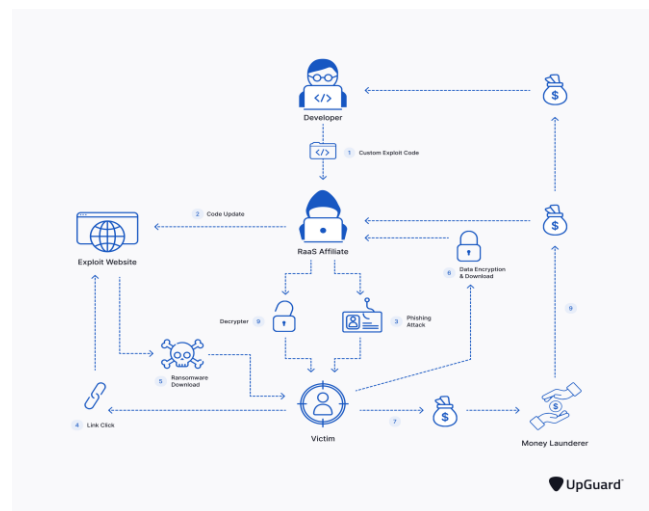 </>
Developer
</>
1 Custom Exploit Code
2 Code Update
Exploit Website
RaaS Affiliate
$
$
6 Data Encryption
& Download
Decrypter 9
3 Phishing
Attack
9
5 Ransomware
Download
4 Link Click
Victim
7
$
$
Money Launderer
UpGuard